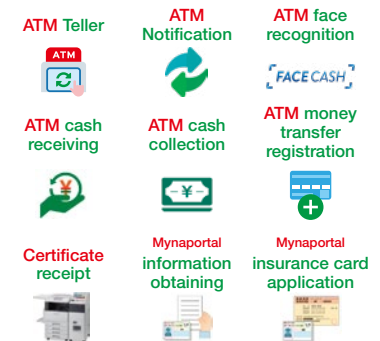 ATM Teller
ATM
Notification
ATM face
recognition
ATM
FACE CASH
ATM cash
receiving
ATM cash
collection
ATM money
transfer
registration
¥
¥
Certificate
receipt
Mynaportal
information
obtaining
Mynaportal
insurance card
application